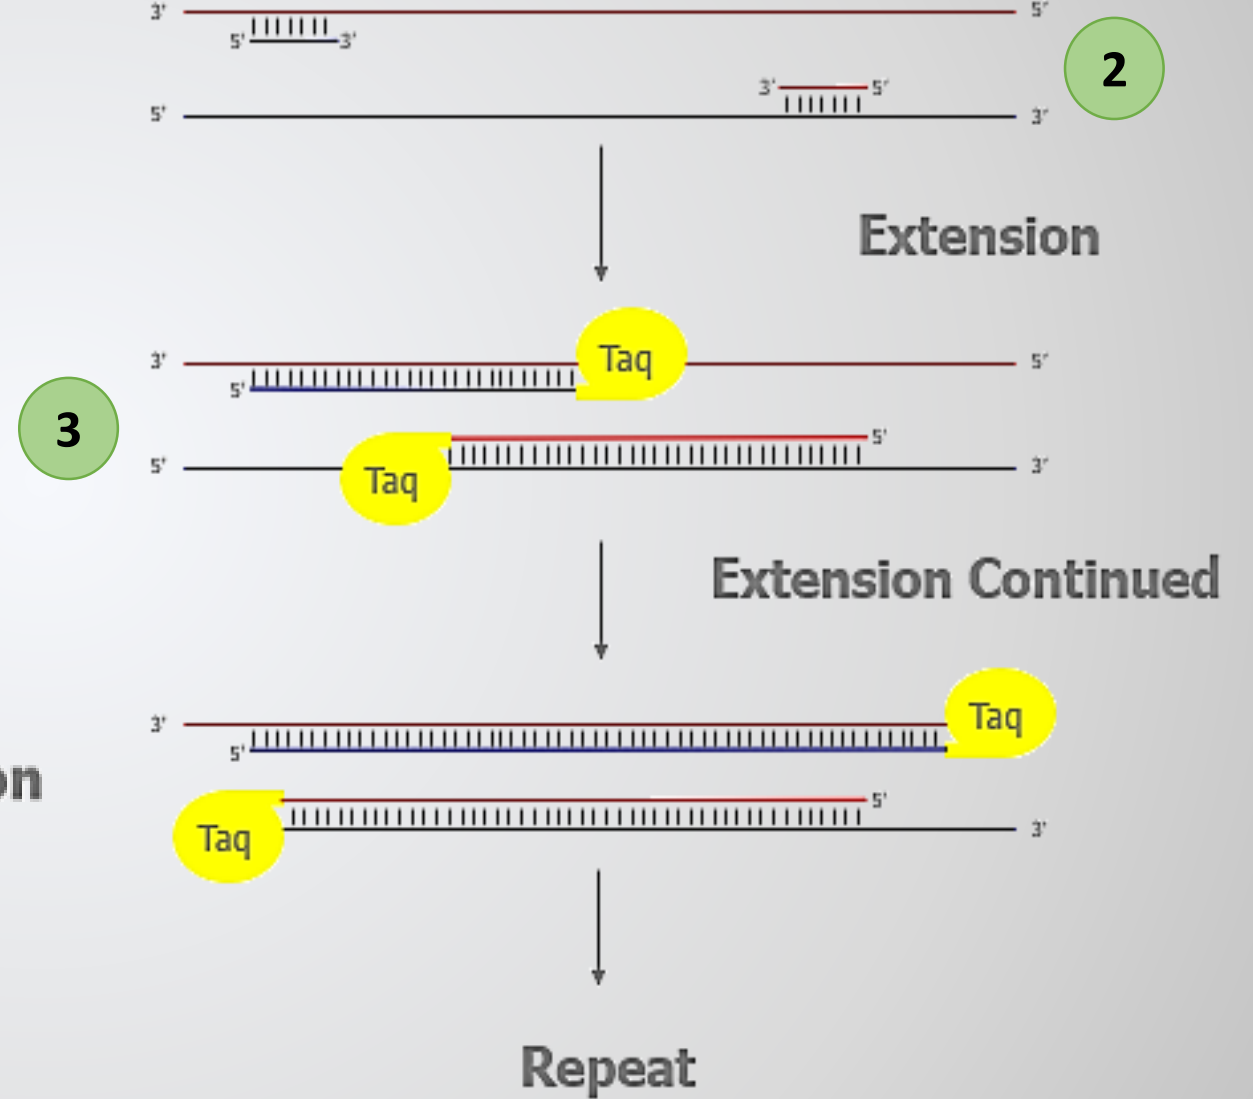 3' 5'
5' 3'
2
3' 5'
5' 3'
Extension
3' Taq 5'
5'
3
5'
5' Taq 3'
Extension Continued
3' Taq
5'
on
5'
Taq 3'
Repeat